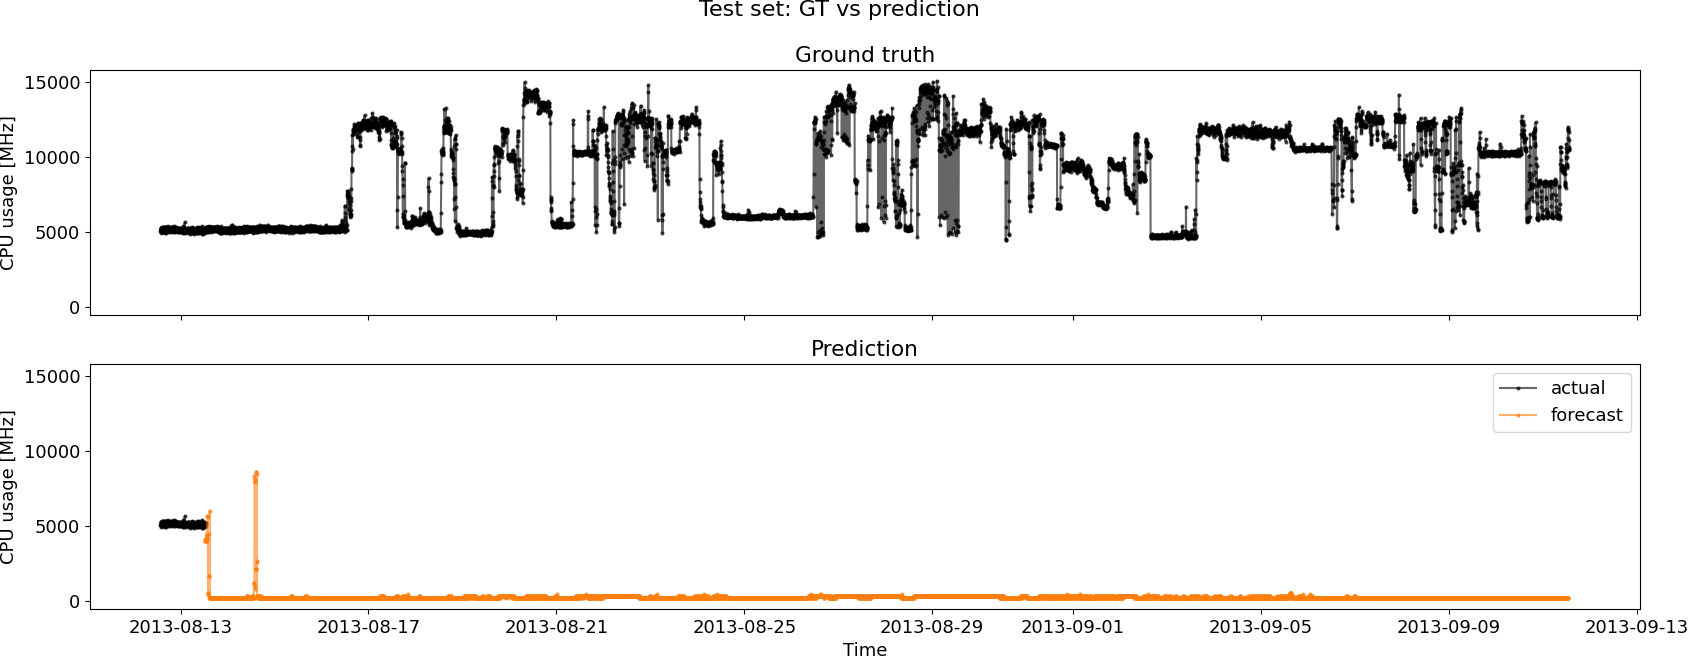 Test set: GT vs prediction
Ground truth
CPU usage [MHz]
15000
10000
5000
0
Prediction
CPU usage [MHz]
15000
10000
5000
0
actual
forecast
2013-08-13 2013-08-17 2013-08-21 2013-08-25 2013-08-29 2013-09-01 2013-09-05 2013-09-09 2013-09-13
Time